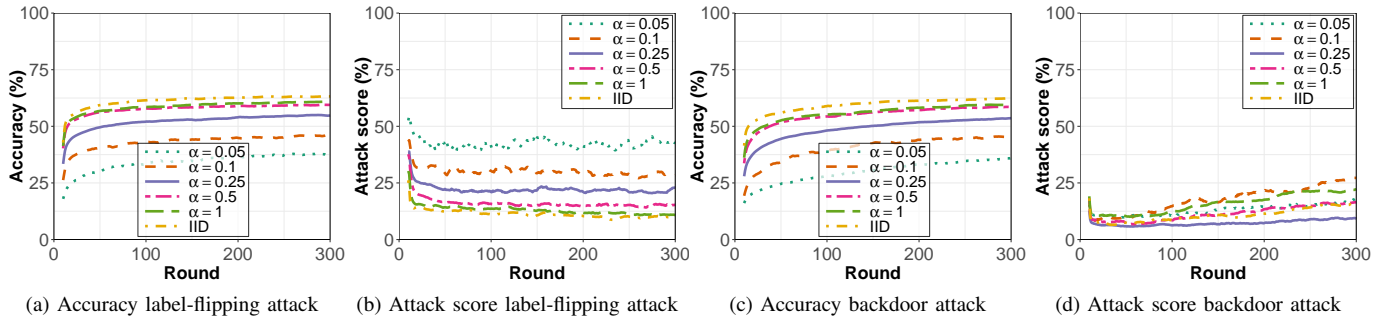 100
75
50
25
0
Accuracy (%)
0
100
200
300
Round
α = 0.05
α = 0.1
α = 0.25
α = 0.5
α = 1
IID
(a) Accuracy label-flipping attack
100
75
50
25
0
Attack score (%)
0
100
200
300
Round
α = 0.05
α = 0.1
α = 0.25
α = 0.5
α = 1
IID
(b) Attack score label-flipping attack
100
75
50
25
0
Accuracy (%)
0
100
200
300
Round
α = 0.05
α = 0.1
α = 0.25
α = 0.5
α = 1
IID
(c) Accuracy backdoor attack
100
75
50
25
0
Attack score (%)
0
100
200
300
Round
α = 0.05
α = 0.1
α = 0.25
α = 0.5
α = 1
IID
(d) Attack score backdoor attack